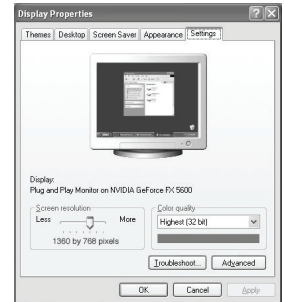 Display Properties
Themes Desktop Screen Saver Appearance Settings
Display:
Plug and Play Monitor on NVIDIA GeForce FX 5600
Screen resolution
Less More
1360 by 768 pixels
Color quality
Highest (32 bit)
Troubleshoot... Advanced
OK Cancel Apply